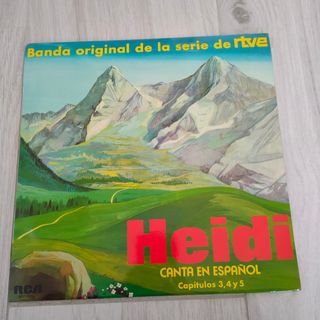 Banda original de la serie de rtve
Heidi
CANTA EN ESPAÑOL
Capítulos 3, 4 y 5
RCA